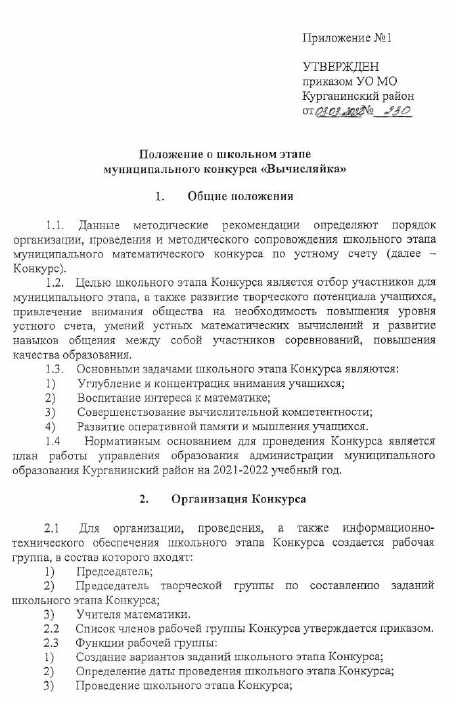 Приложение №1
УТВЕРЖДЕН
приказом УО МО
Курганинский район
от 03.03.2022 № 230
Положение о школьном этапе
муниципального конкурса «Вычисляйка»
1. Общие положения
1.1. Данные методические рекомендации определяют порядок
организации, проведения и методического сопровождения школьного этапа
муниципального математического конкурса по устному счету (далее –
Конкурс).
1.2. Целью школьного этапа Конкурса является отбор участников для
муниципального этапа, а также развитие творческого потенциала учащихся,
привлечение внимания общества на необходимость повышения уровня
устного счета, умений устных математических вычислений и развитие
навыков общения между собой участников соревнований, повышения
качества образования.
1.3. Основными задачами школьного этапа Конкурса являются:
1) Углубление и концентрация внимания учащихся;
2) Воспитание интереса к математике;
3) Совершенствование вычислительной компетентности;
4) Развитие оперативной памяти и мышления учащихся.
1.4 Нормативным основанием для проведения Конкурса является
план работы управления образования администрации муниципального
образования Курганинский район на 2021-2022 учебный год.
2. Организация Конкурса
2.1 Для организации, проведения, а также информационно-
технического обеспечения школьного этапа Конкурса создается рабочая
группа, в состав которого входят:
1) Председатель;
2) Председатель творческой группы по составлению заданий
школьного этапа Конкурса;
3) Учителя математики.
2.2 Список членов рабочей группы Конкурса утверждается приказом.
2.3 Функции рабочей группы:
1) Создание вариантов заданий школьного этапа Конкурса;
2) Определение даты проведения школьного этапа Конкурса;
3) Проведение школьного этапа Конкурса;